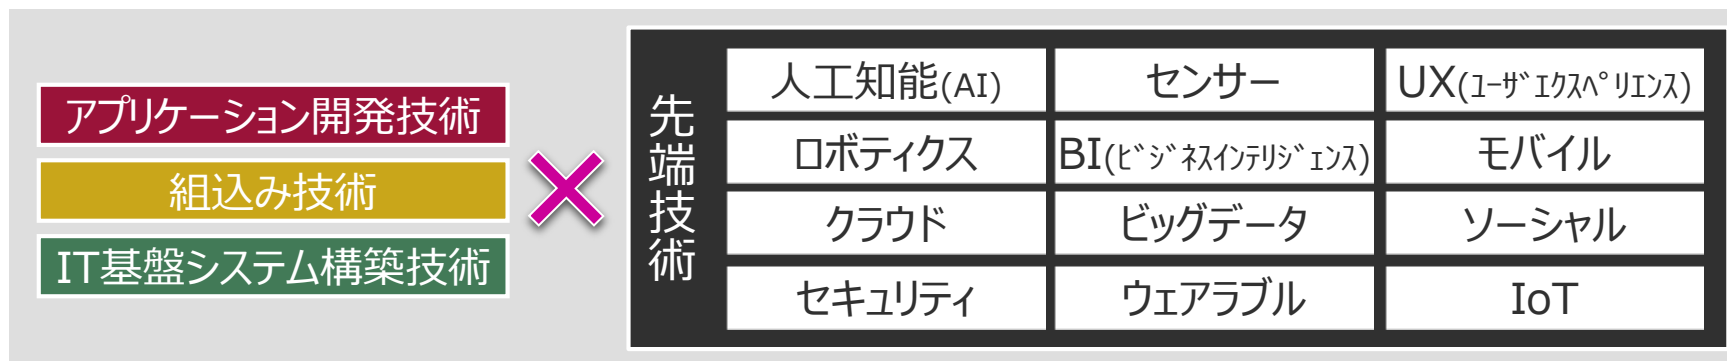 アプリケーション開発技術
組込み技術
IT基盤システム構築技術
×
先端技術
人工知能(AI)
センサー
UX(ﾕｰｻﾞｴｸｽﾍﾟﾘｴﾝｽ)
ロボティクス
BI(ﾋﾞｼﾞﾈｽｲﾝﾃﾘｼﾞｪﾝｽ)
モバイル
クラウド
ビッグデータ
ソーシャル
セキュリティ
ウェアラブル
IoT